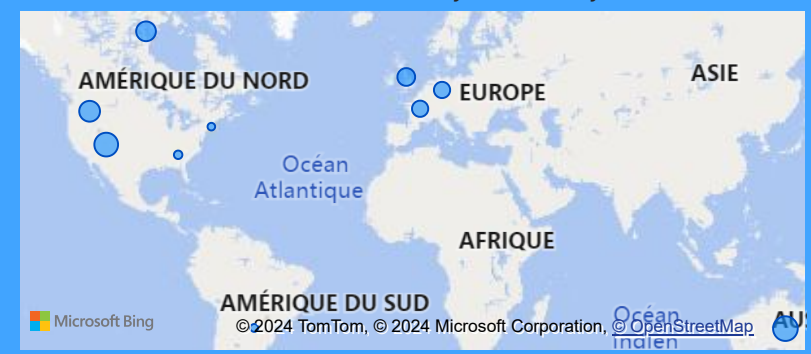 AMÉRIQUE DU NORD
EUROPE
ASIE
Océan
Atlantique
AFRIQUE
AMÉRIQUE DU SUD
Océan
Indien
AUS
Microsoft Bing
© 2024 TomTom, © 2024 Microsoft Corporation, © OpenStreetMap